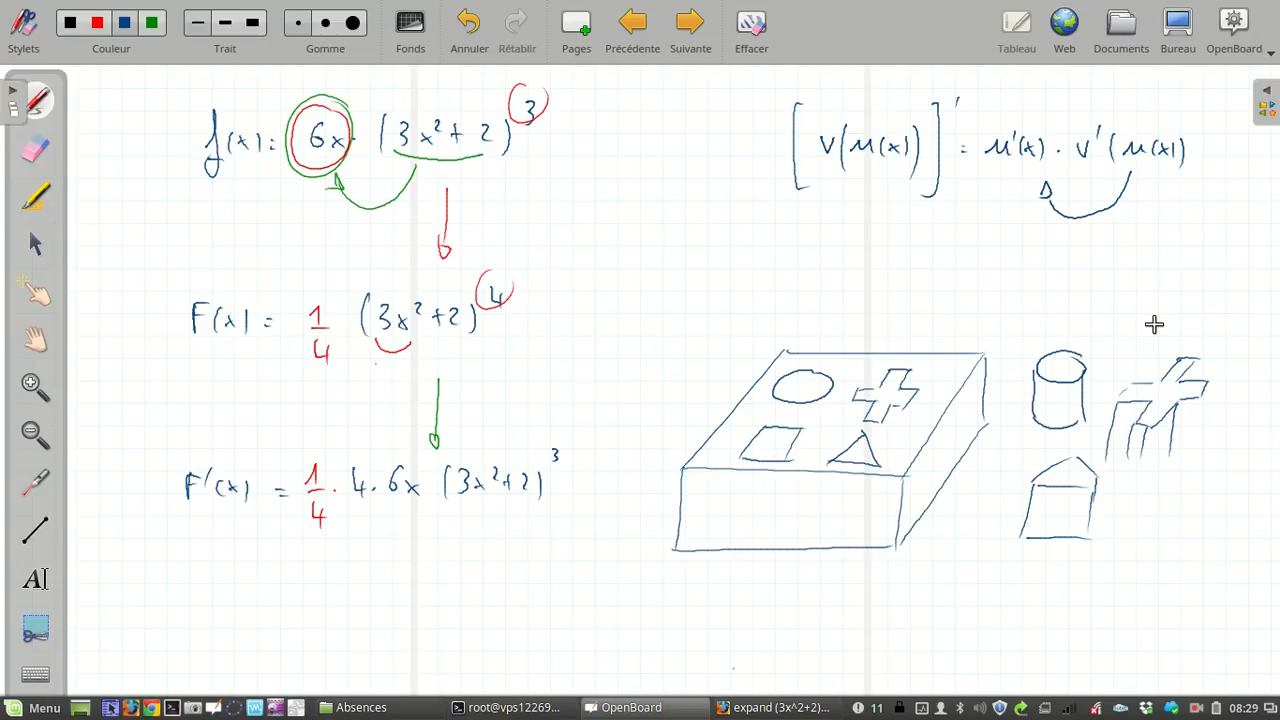 Stylets Couleur Trait Gomme Fonds Annuler Rétablir Pages Précédente Suivante Effacer Tableau Web Documents Bureau OpenBoard
f(x) = 6x · (3x² + 2)³
[v(u(x))]' = u'(x) · v'(u(x))
F(x) = 1/4 (3x² + 2)⁴
F'(x) = 1/4 · 4 · 6x (3x² + 2)³
Menu Absences root@vps12269... OpenBoard expand (3x^2+2)... 11 08:29